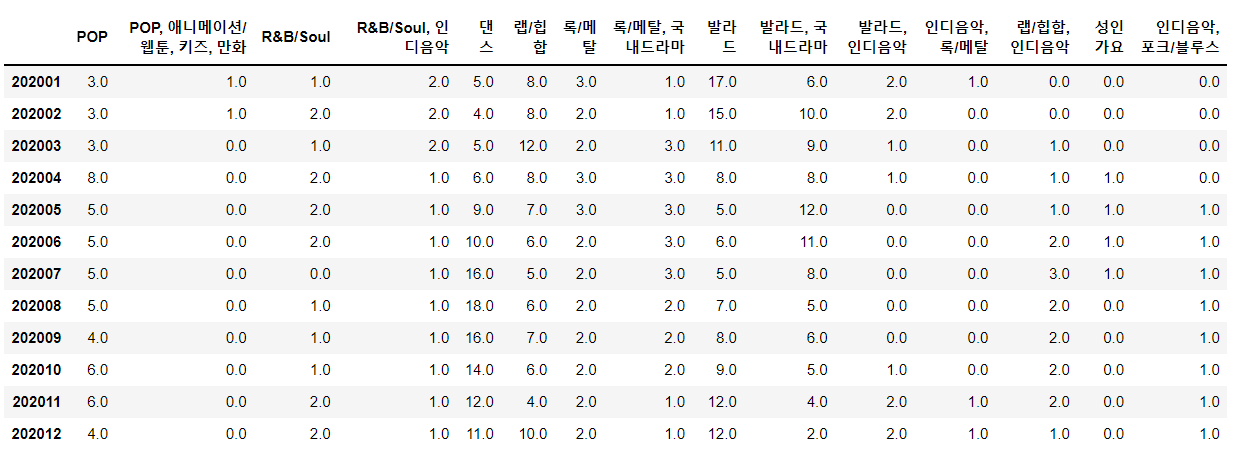 POP POP, 애니메이션/ 웹툰, 키즈, 만화 R&B/Soul R&B/Soul, 인 디음악 댄 스 랩/힙 합 록/메 탈 록/메탈, 국 내드라마 발라 드 발라드, 국 내드라마 발라드, 인디음악 인디음악, 록/메탈 랩/힙합, 인디음악 성인 가요 인디음악, 포크/블루스
202001 3.0 1.0 1.0 2.0 5.0 8.0 3.0 1.0 17.0 6.0 2.0 1.0 0.0 0.0 0.0
202002 3.0 1.0 2.0 2.0 4.0 8.0 2.0 1.0 15.0 10.0 2.0 0.0 0.0 0.0 0.0
202003 3.0 0.0 1.0 2.0 5.0 12.0 2.0 3.0 11.0 9.0 1.0 0.0 1.0 0.0 0.0
202004 8.0 0.0 2.0 1.0 6.0 8.0 3.0 3.0 8.0 8.0 1.0 0.0 1.0 1.0 0.0
202005 5.0 0.0 2.0 1.0 9.0 7.0 3.0 3.0 5.0 12.0 0.0 0.0 1.0 1.0 1.0
202006 5.0 0.0 2.0 1.0 10.0 6.0 2.0 3.0 6.0 11.0 0.0 0.0 2.0 1.0 1.0
202007 5.0 0.0 0.0 1.0 16.0 5.0 2.0 3.0 5.0 8.0 0.0 0.0 3.0 1.0 1.0
202008 5.0 0.0 1.0 1.0 18.0 6.0 2.0 2.0 7.0 5.0 0.0 0.0 2.0 0.0 1.0
202009 4.0 0.0 1.0 1.0 16.0 7.0 2.0 2.0 8.0 6.0 0.0 0.0 2.0 0.0 1.0
202010 6.0 0.0 1.0 1.0 14.0 6.0 2.0 2.0 9.0 5.0 1.0 0.0 2.0 0.0 1.0
202011 6.0 0.0 2.0 1.0 12.0 4.0 2.0 1.0 12.0 4.0 2.0 1.0 2.0 0.0 1.0
202012 4.0 0.0 2.0 1.0 11.0 10.0 2.0 1.0 12.0 2.0 2.0 1.0 1.0 0.0 1.0